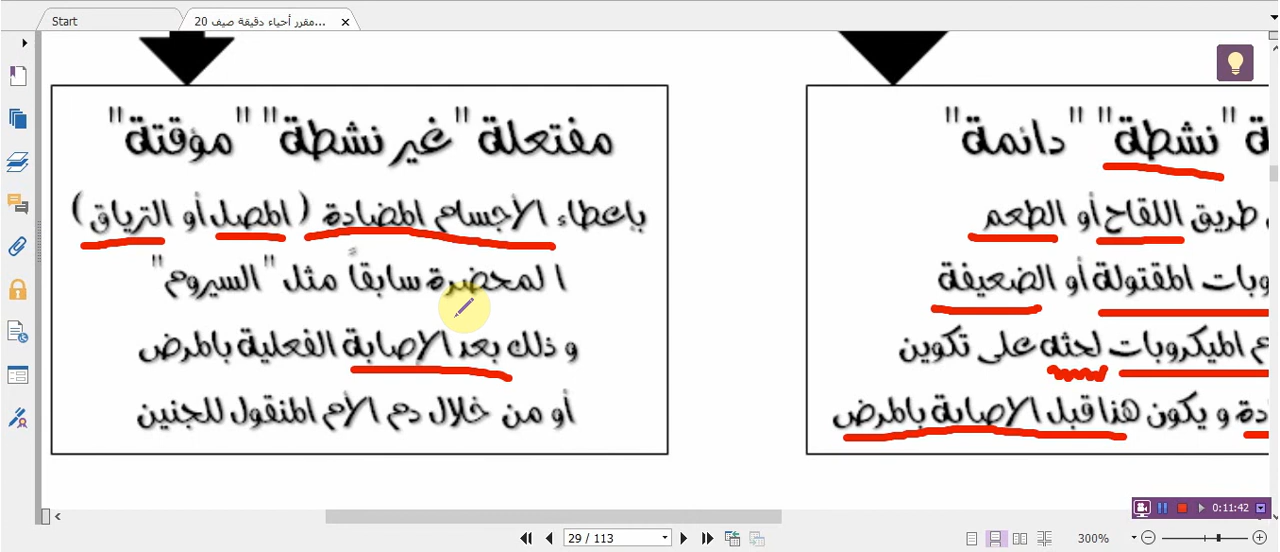 Start
مقرر أحياء دقيقة صيف 20...
ة "نشطة" "دائمة"
طريق اللقاح أو الطعم
وبات المقتولة أو الضعيفة
ع الميكروبات لحثه على تكوين
دة و يكون هنا قبل الإصابة بالمرض
مفتعلة "غير نشطة" "مؤقتة"
بإعطاء الأجسام المضادة (المصل أو الترياق)
ا لمحضرة سابقاً مثل "السيروم"
و ذلك بعد الإصابة الفعلية بالمرض
أو من خلال دم الأم المنقول للجنين
0:11:42
29 / 113
300%